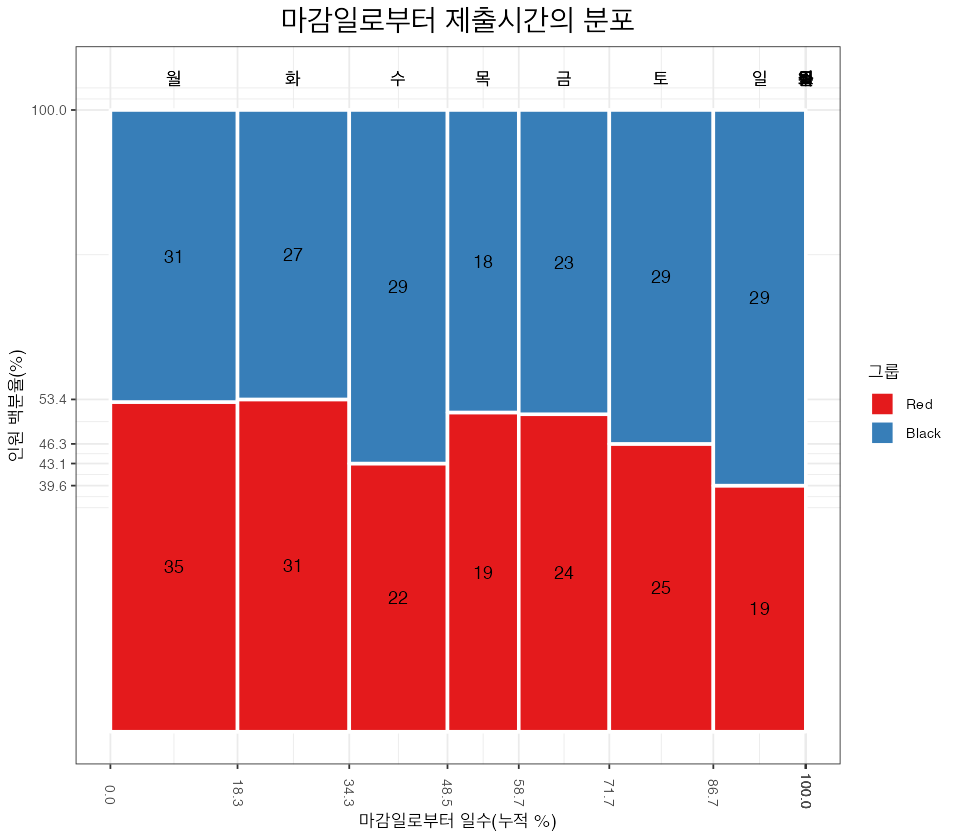 마감일로부터 제출시간의 분포
월 화 수 목 금 토 일
100.0
31 27 29 18 23 29 29
53.4
46.3
43.1
39.6
35 31 22 19 24 25 19
인원 백분율(%)
0.0 18.3 34.3 48.5 58.7 71.7 86.7 100.0
마감일로부터 일수(누적 %)
그룹
Red
Black